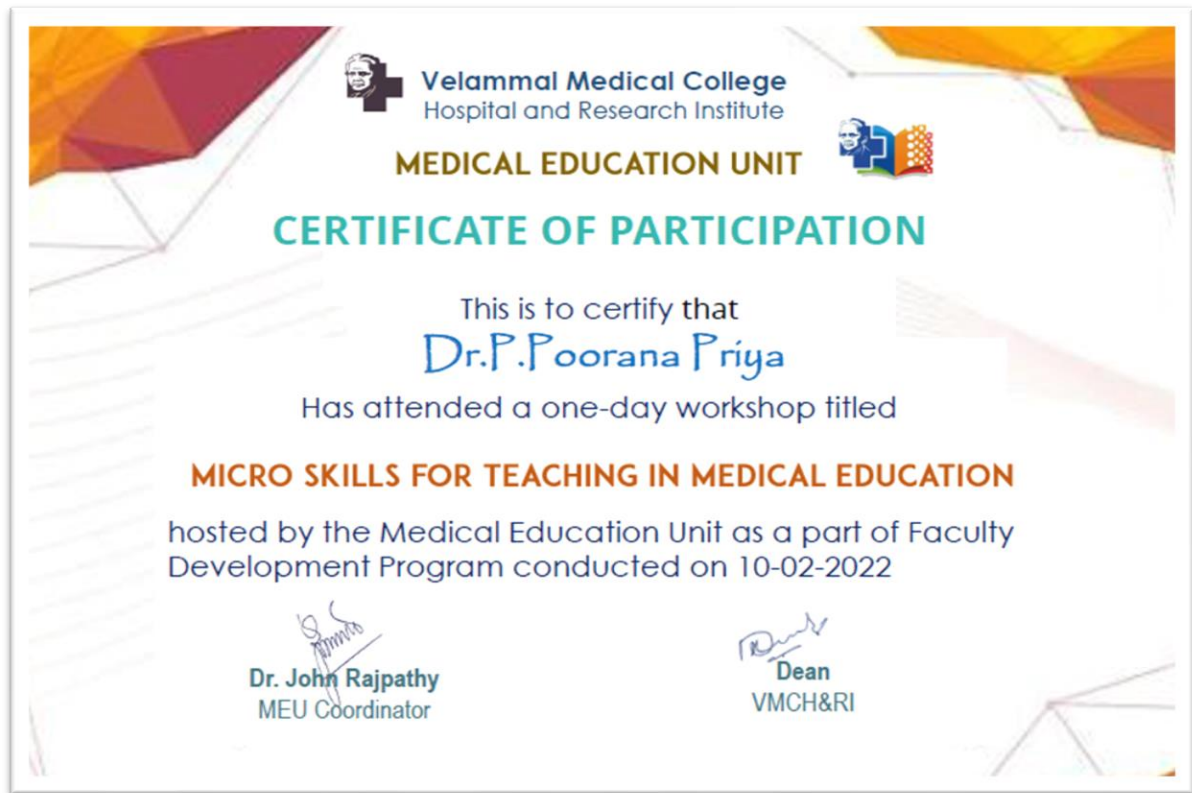 Velammal Medical College
Hospital and Research Institute
MEDICAL EDUCATION UNIT
CERTIFICATE OF PARTICIPATION
This is to certify that
Dr.P.Poorana Priya
Has attended a one-day workshop titled
MICRO SKILLS FOR TEACHING IN MEDICAL EDUCATION
hosted by the Medical Education Unit as a part of Faculty
Development Program conducted on 10-02-2022
Dr. John Rajpathy
MEU Coordinator
Dean
VMCH&RI